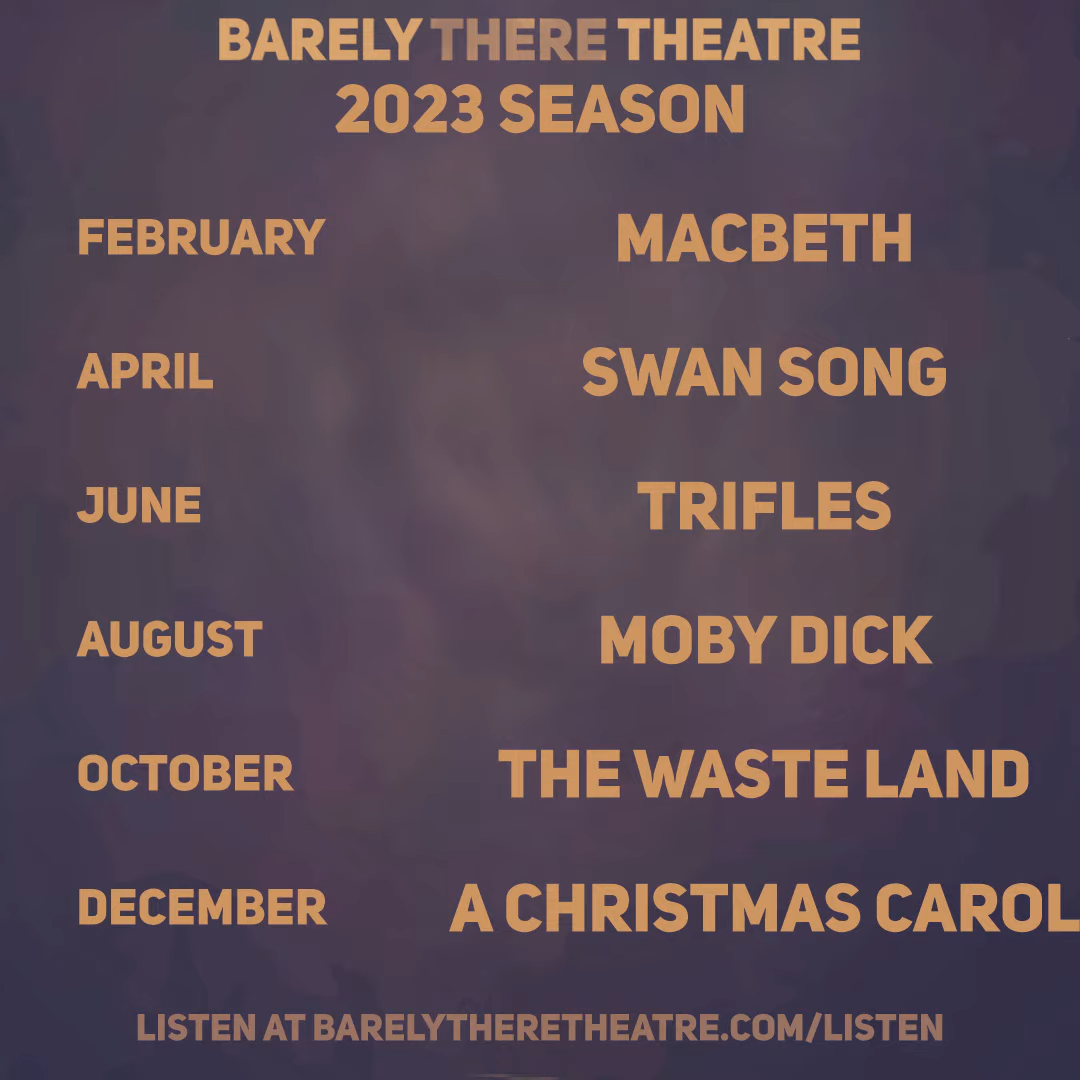 BARELY THERE THEATRE
2023 SEASON
FEBRUARY MACBETH
APRIL SWAN SONG
JUNE TRIFLES
AUGUST MOBY DICK
OCTOBER THE WASTE LAND
DECEMBER A CHRISTMAS CAROL
LISTEN AT BARELYTHERETHEATRE.COM/LISTEN